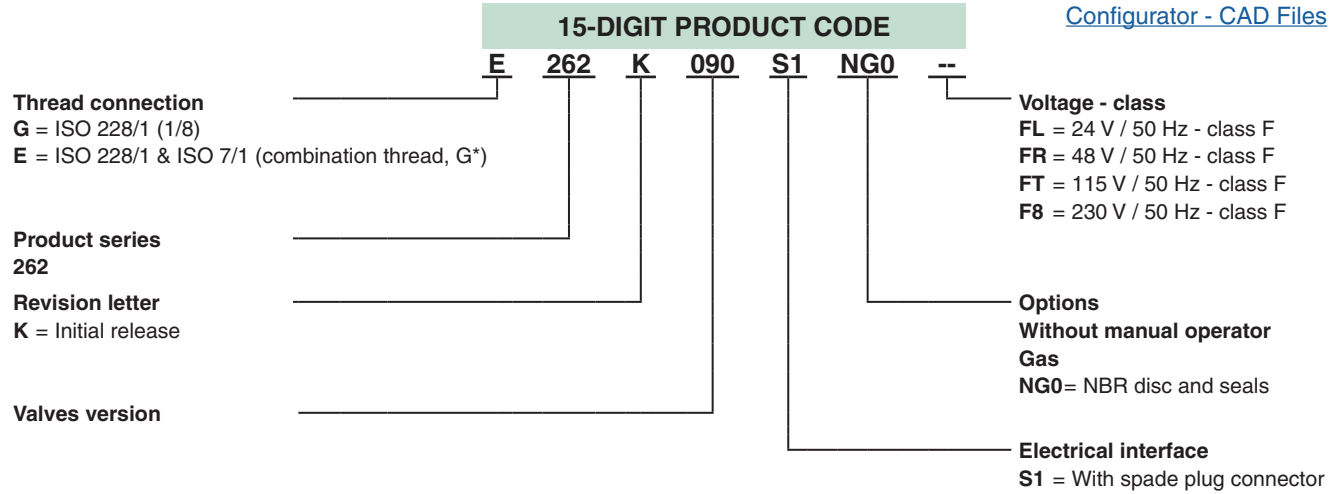 15-DIGIT PRODUCT CODE
Configurator - CAD Files
E 262 K 090 S1 NG0 --
Thread connection
G = ISO 228/1 (1/8)
E = ISO 228/1 & ISO 7/1 (combination thread, G*)
Product series
262
Revision letter
K = Initial release
Valves version
Voltage - class
FL = 24 V / 50 Hz - class F
FR = 48 V / 50 Hz - class F
FT = 115 V / 50 Hz - class F
F8 = 230 V / 50 Hz - class F
Options
Without manual operator
Gas
NG0= NBR disc and seals
Electrical interface
S1 = With spade plug connector